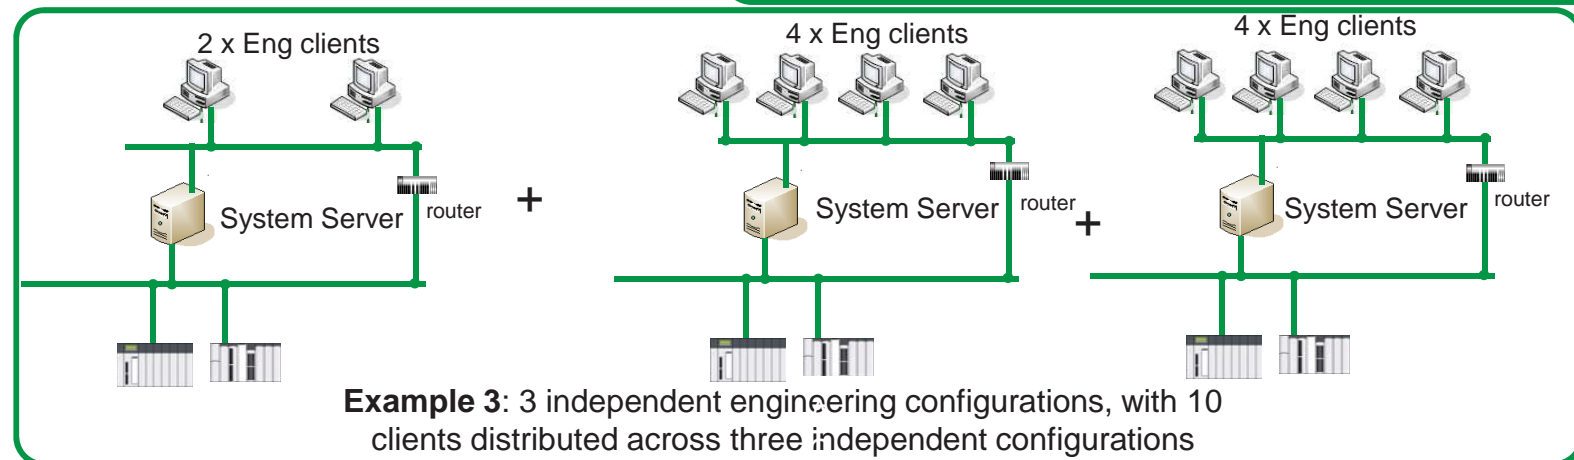 2 x Eng clients
4 x Eng clients
4 x Eng clients
System Server
router
+
System Server
router
+
System Server
router
Example 3: 3 independent engineering configurations, with 10
clients distributed across three independent configurations